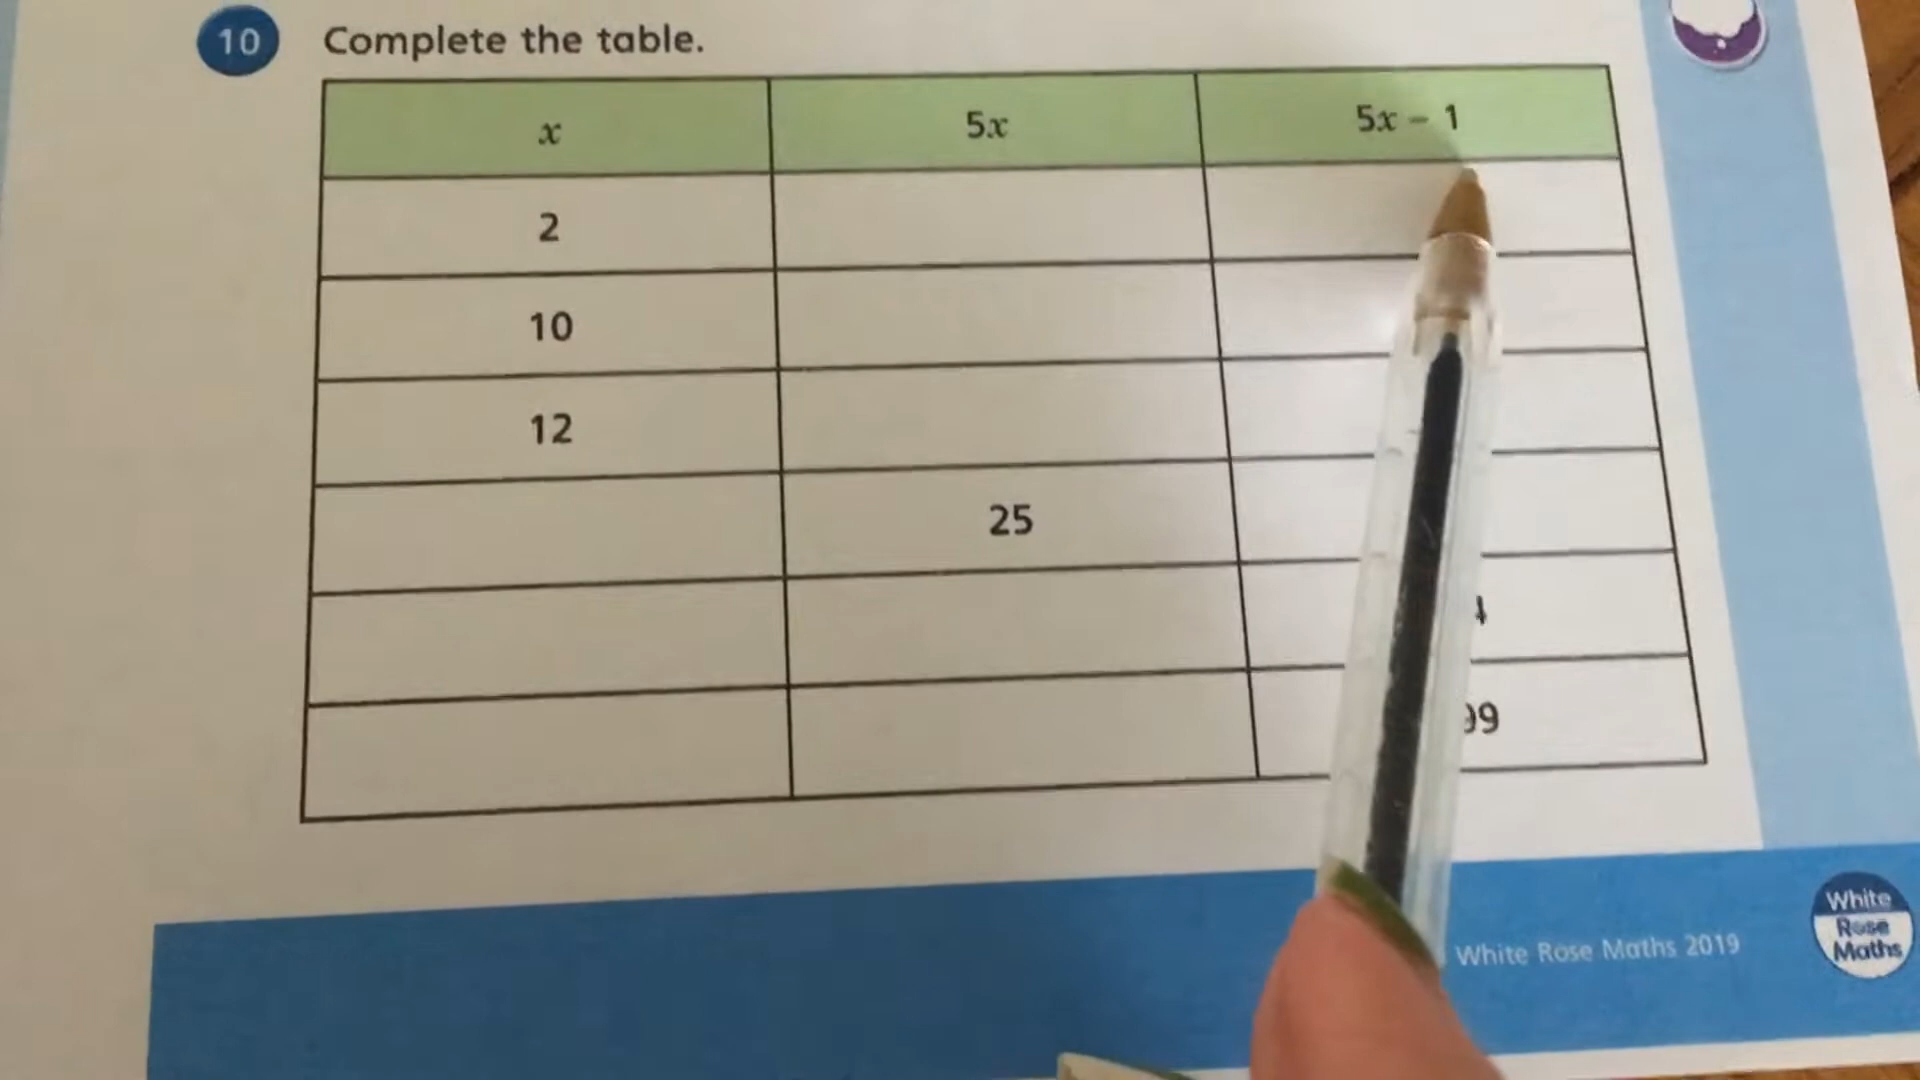 10 Complete the table.
x 5x 5x – 1
2
10
12
25
White Rose Maths 2019
White
Rose
Maths